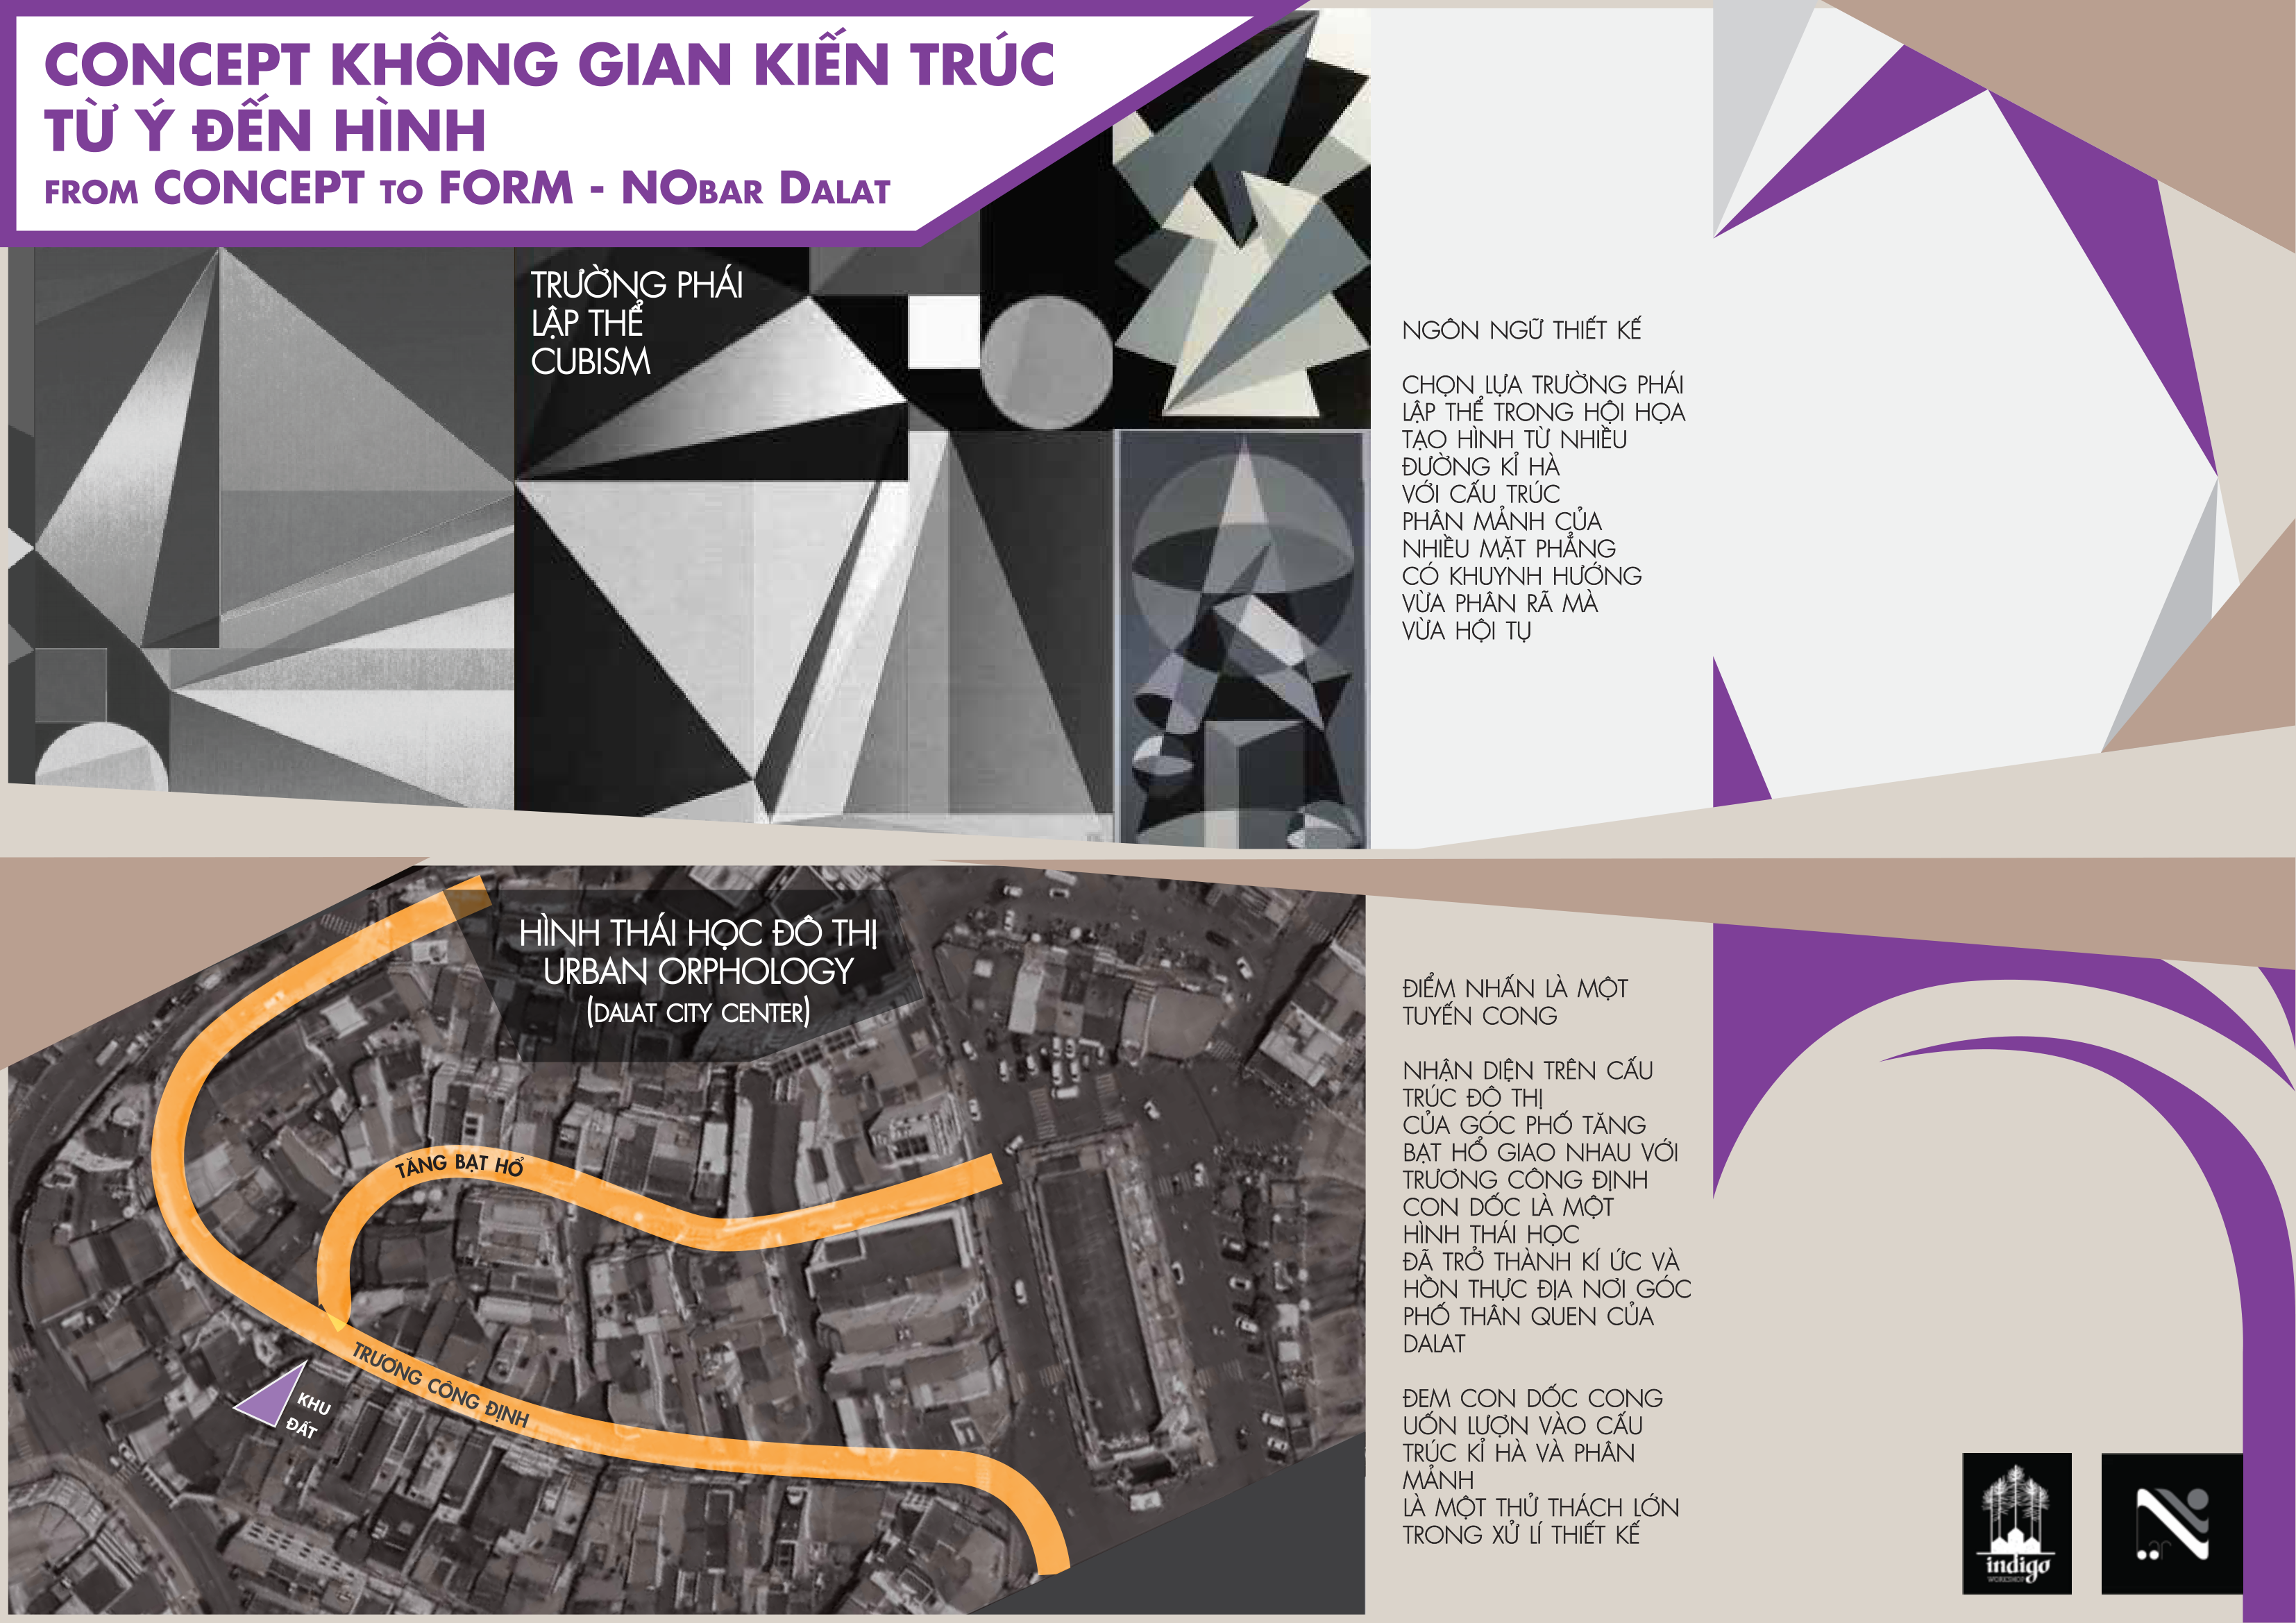 CONCEPT KHÔNG GIAN KIẾN TRÚC
TỪ Ý ĐẾN HÌNH
FROM CONCEPT TO FORM - NOBAR DALAT
TRƯỜNG PHÁI
LẬP THỂ
CUBISM
NGÔN NGỮ THIẾT KẾ
CHỌN LỰA TRƯỜNG PHÁI
LẬP THỂ TRONG HỘI HỌA
TẠO HÌNH TỪ NHIỀU
ĐƯỜNG KỈ HÀ
VỚI CẤU TRÚC
PHÂN MẢNH CỦA
NHIỀU MẶT PHẲNG
CÓ KHUYNH HƯỚNG
VỪA PHÂN RÃ MÀ
VỪA HỘI TỤ
HÌNH THÁI HỌC ĐÔ THỊ
URBAN ORPHOLOGY
(DALAT CITY CENTER)
TĂNG BẠT HỔ
TRƯƠNG CÔNG ĐỊNH
KHU
ĐẤT
ĐIỂM NHẤN LÀ MỘT
TUYẾN CONG
NHẬN DIỆN TRÊN CẤU
TRÚC ĐÔ THỊ
CỦA GÓC PHỐ TĂNG
BẠT HỔ GIAO NHAU VỚI
TRƯƠNG CÔNG ĐỊNH
CON DỐC LÀ MỘT
HÌNH THÁI HỌC
ĐÃ TRỞ THÀNH KÍ ỨC VÀ
HỒN THỰC ĐỊA NƠI GÓC
PHỐ THÂN QUEN CỦA
DALAT
ĐEM CON DỐC CONG
UỐN LƯỢN VÀO CẤU
TRÚC KỈ HÀ VÀ PHÂN
MẢNH
LÀ MỘT THỬ THÁCH LỚN
TRONG XỬ LÍ THIẾT KẾ
indigo
WORKSHOP